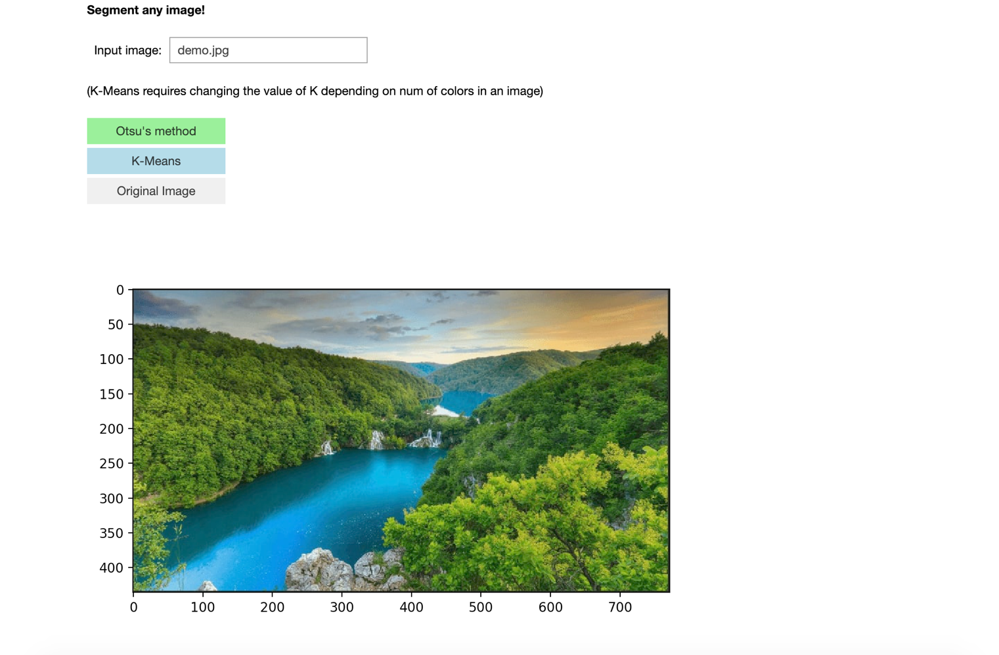 Segment any image!
Input image: demo.jpg
(K-Means requires changing the value of K depending on num of colors in an image)
Otsu's method
K-Means
Original Image
0
50
100
150
200
250
300
350
400
0 100 200 300 400 500 600 700